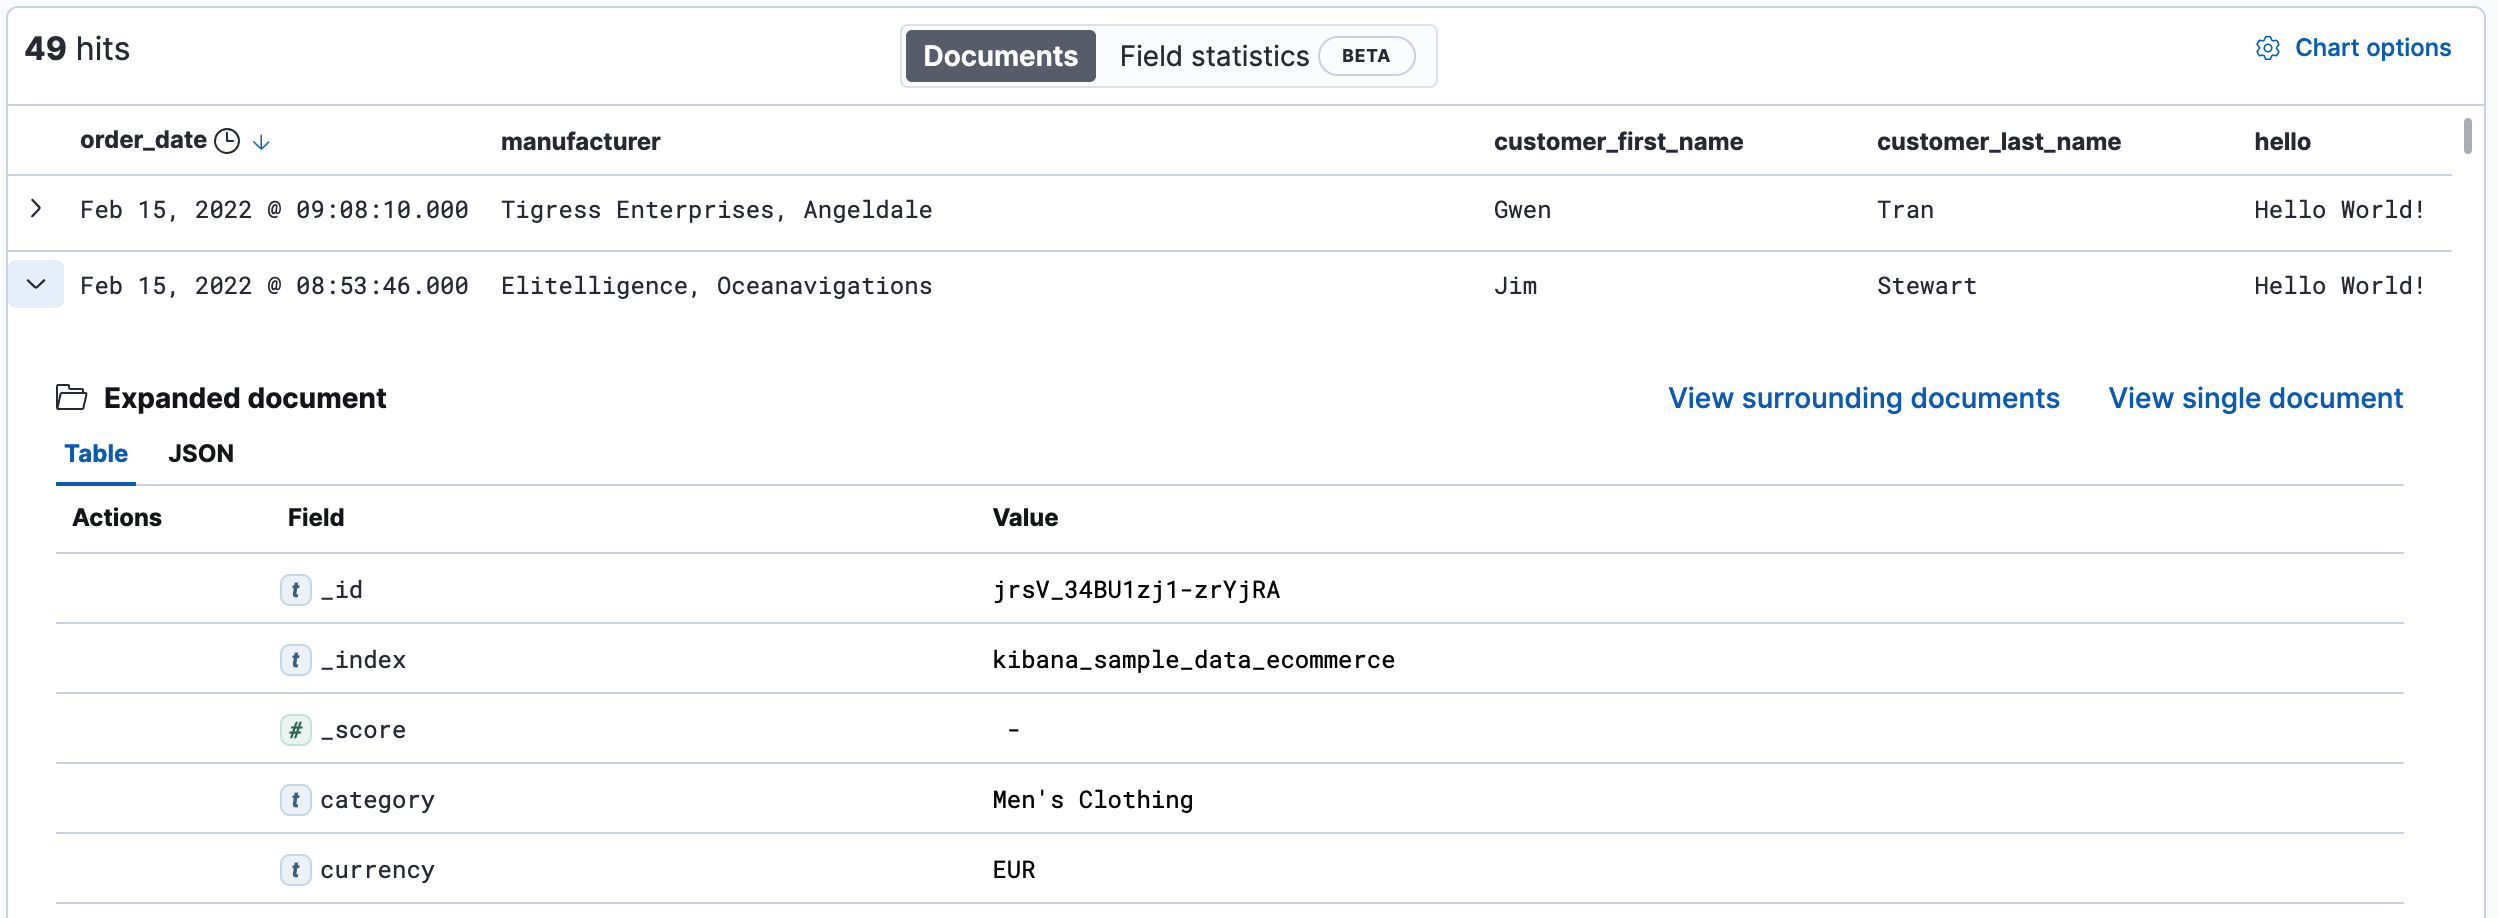 49 hits
Documents Field statistics BETA
Chart options
order_date manufacturer customer_first_name customer_last_name hello
Feb 15, 2022 @ 09:08:10.000 Tigress Enterprises, Angeldale Gwen Tran Hello World!
Feb 15, 2022 @ 08:53:46.000 Elitelligence, Oceanavigations Jim Stewart Hello World!
Expanded document View surrounding documents View single document
Table JSON
Actions Field Value
t _id jrsV_34BU1zj1-zrYjRA
t _index kibana_sample_data_ecommerce
# _score -
t category Men's Clothing
t currency EUR